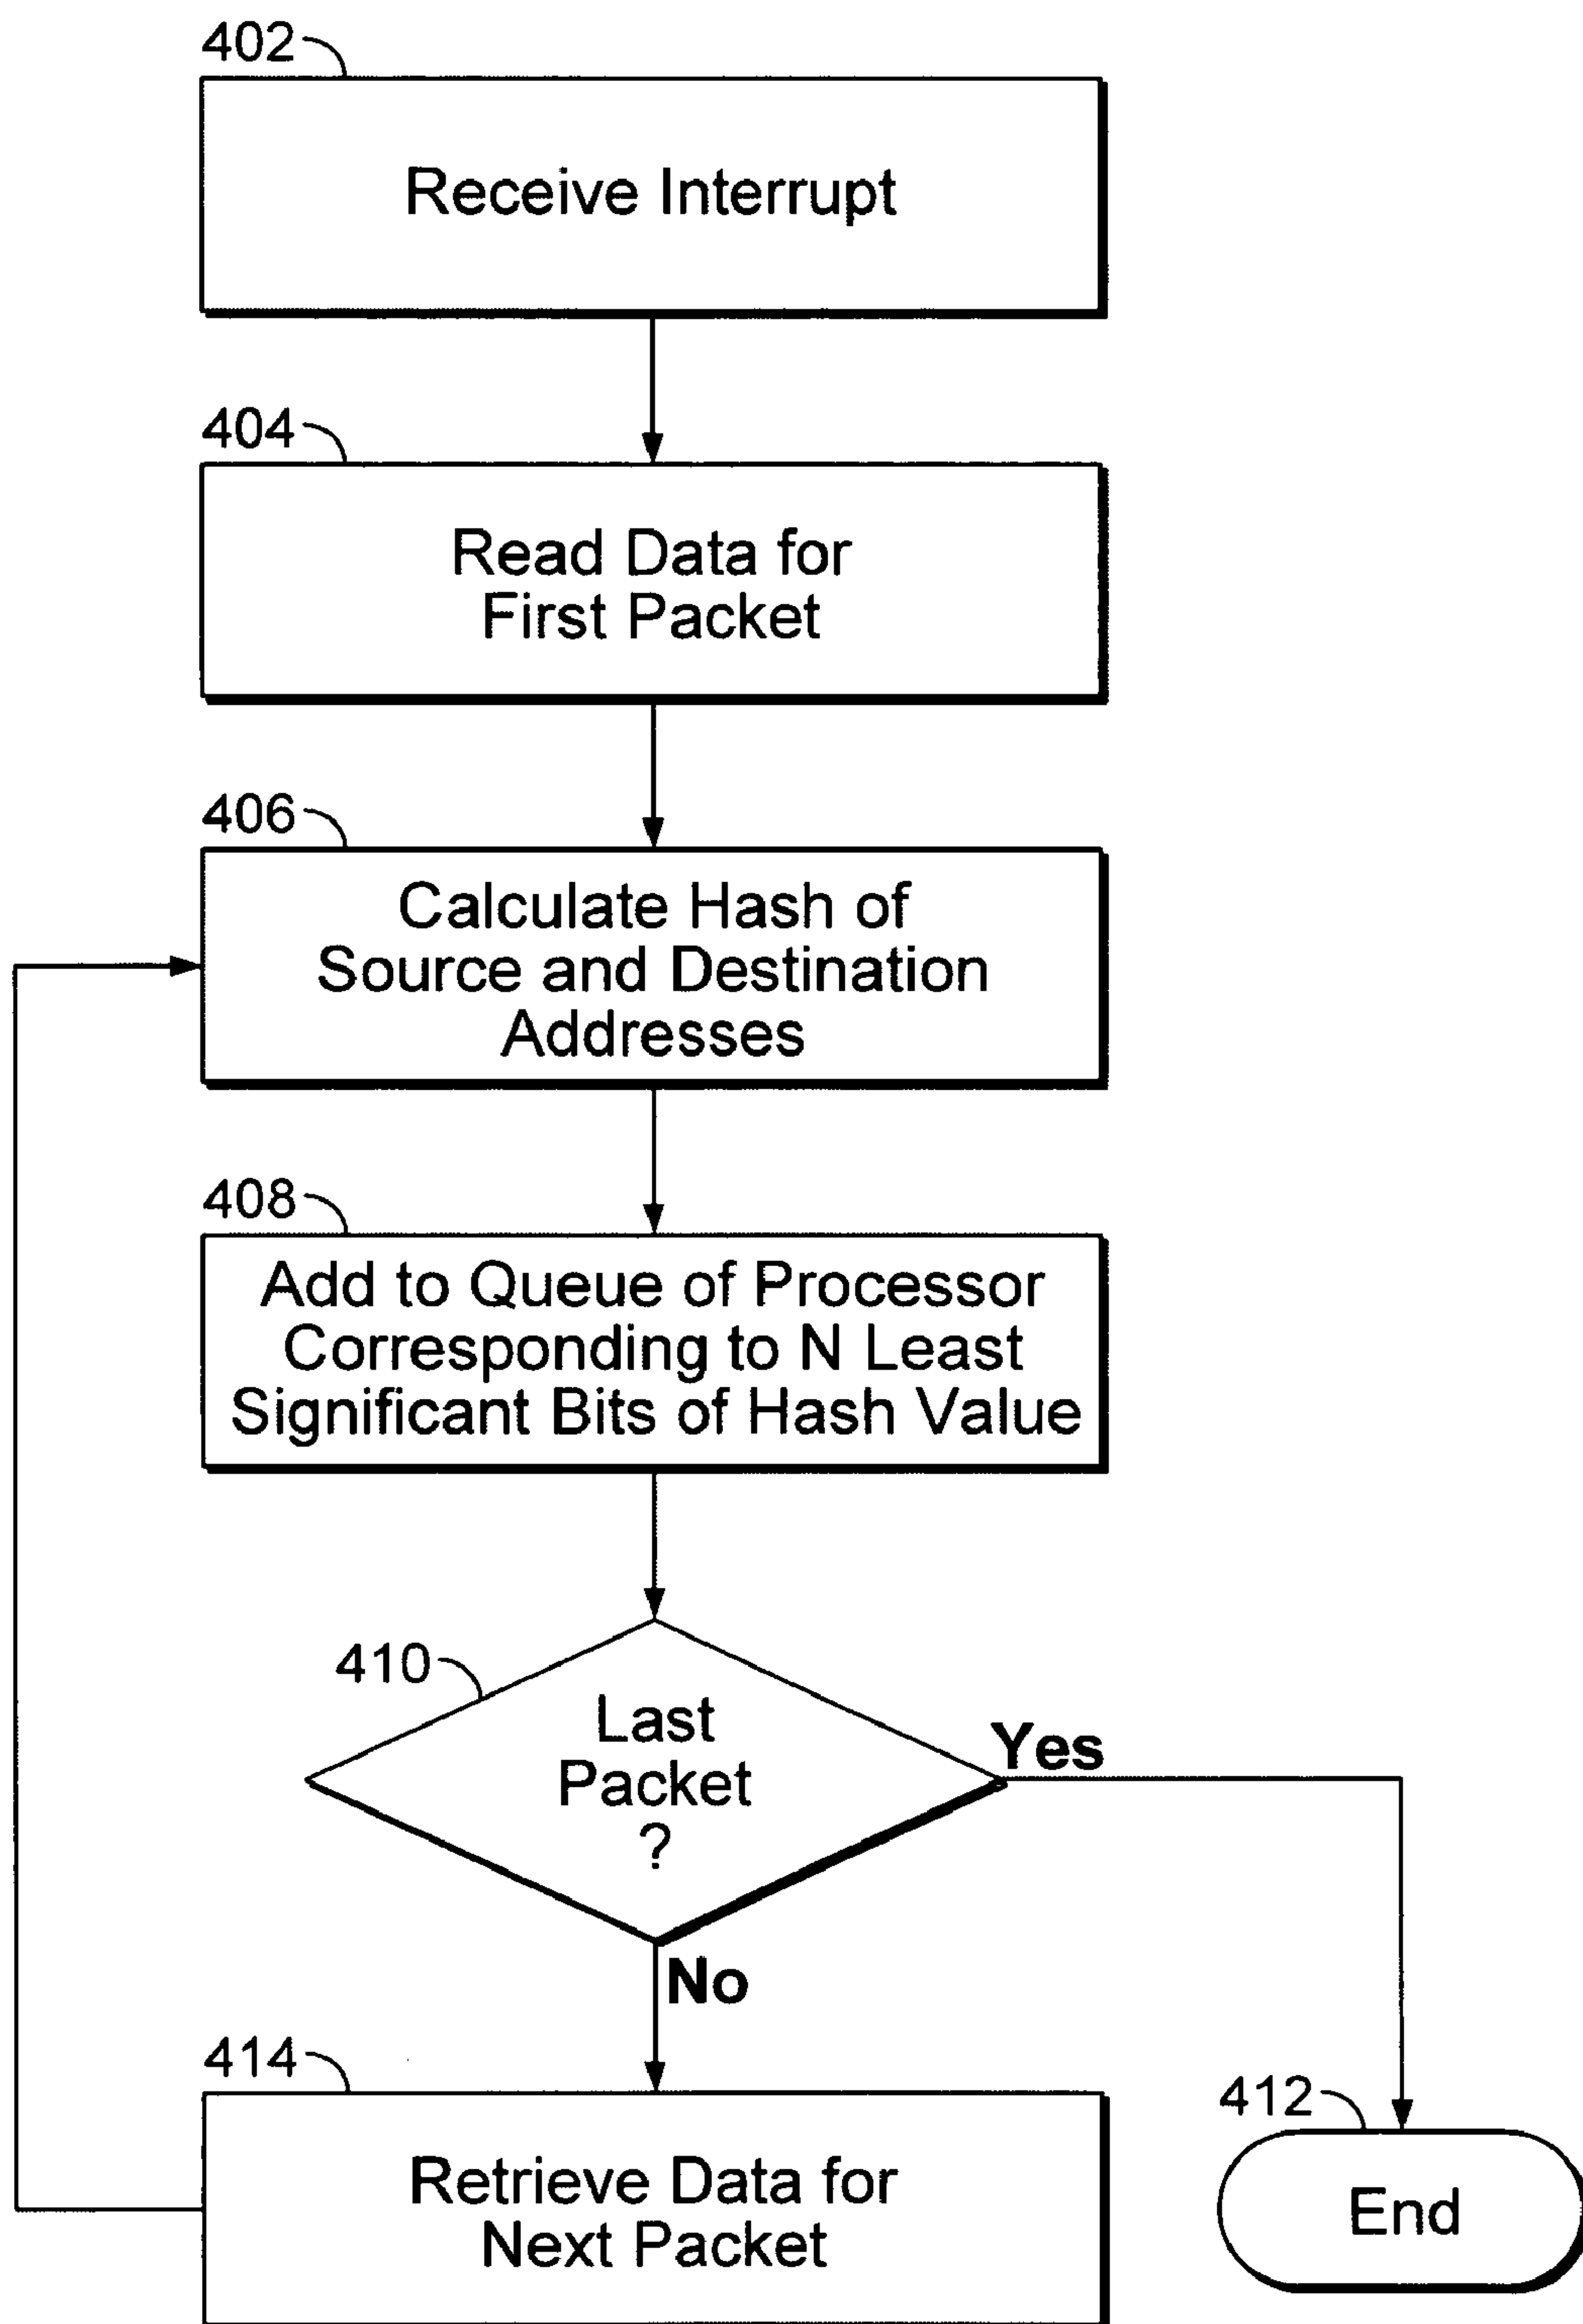 402
Receive Interrupt
404
Read Data for
First Packet
406
Calculate Hash of
Source and Destination
Addresses
408
Add to Queue of Processor
Corresponding to N Least
Significant Bits of Hash Value
410
Last
Packet
?
Yes
No
414
Retrieve Data for
Next Packet
412
End